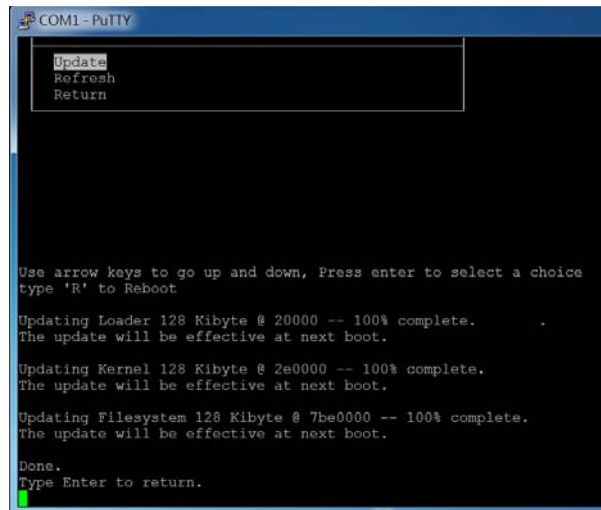 COM1 - PuTTY
Update
Refresh
Return
Use arrow keys to go up and down, Press enter to select a choice
type 'R' to Reboot
Updating Loader 128 Kibyte @ 20000 -- 100% complete. .
The update will be effective at next boot.
Updating Kernel 128 Kibyte @ 2e0000 -- 100% complete.
The update will be effective at next boot.
Updating Filesystem 128 Kibyte @ 7be0000 -- 100% complete.
The update will be effective at next boot.
Done.
Type Enter to return.